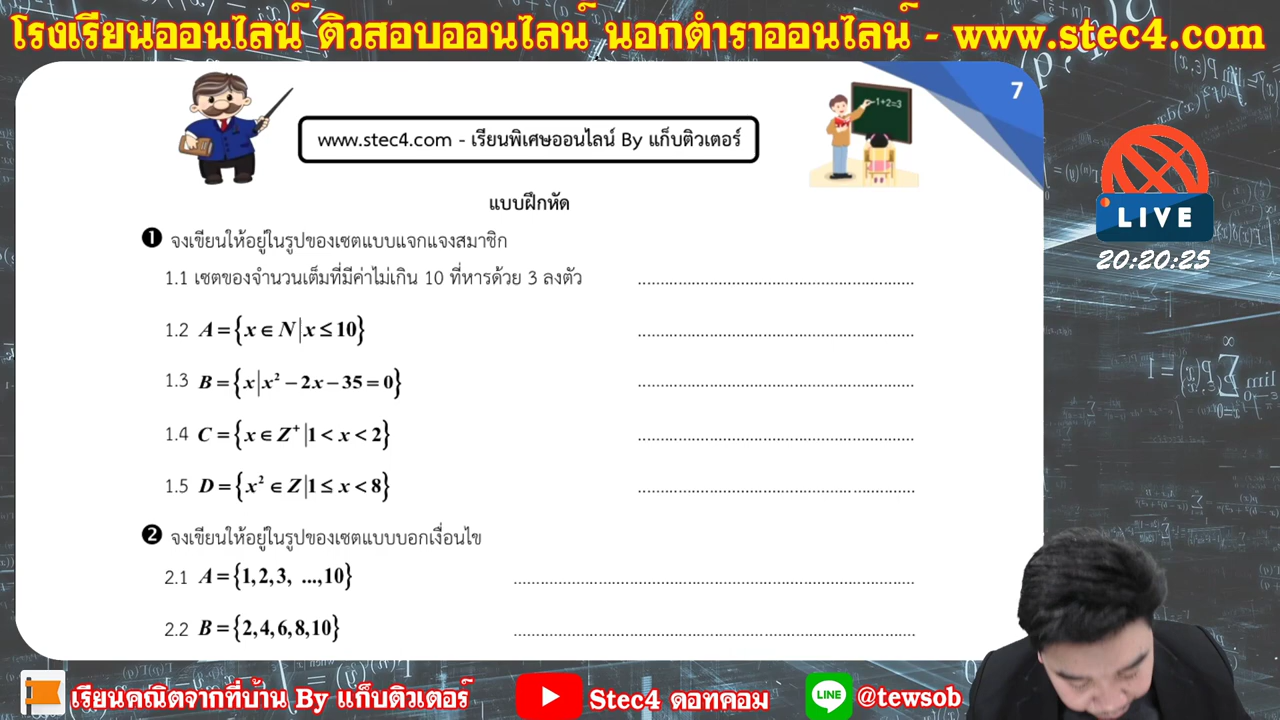 โรงเรียนออนไลน์ ติวสอบออนไลน์ นอกตำราออนไลน์ - www.stec4.com
7
-1+2=3
www.stec4.com - เรียนพิเศษออนไลน์ By แก็บติวเตอร์
LIVE
20:20:25
แบบฝึกหัด
❶ จงเขียนให้อยู่ในรูปของเซตแบบแจกแจงสมาชิก
1.1 เซตของจำนวนเต็มที่มีค่าไม่เกิน 10 ที่หารด้วย 3 ลงตัว ..............................................................
1.2 A = {x ∈ N | x ≤ 10} ..............................................................
1.3 B = {x | x² − 2x − 35 = 0} ..............................................................
1.4 C = {x ∈ Z⁺ | 1 < x < 2} ..............................................................
1.5 D = {x² ∈ Z | 1 ≤ x < 8} ..............................................................
❷ จงเขียนให้อยู่ในรูปของเซตแบบบอกเงื่อนไข
2.1 A = {1, 2, 3, ..., 10} ..............................................................
2.2 B = {2, 4, 6, 8, 10} ..............................................................
เรียนคณิตจากที่บ้าน By แก็บติวเตอร์ Stec4 ดอทคอม LINE @tewsob